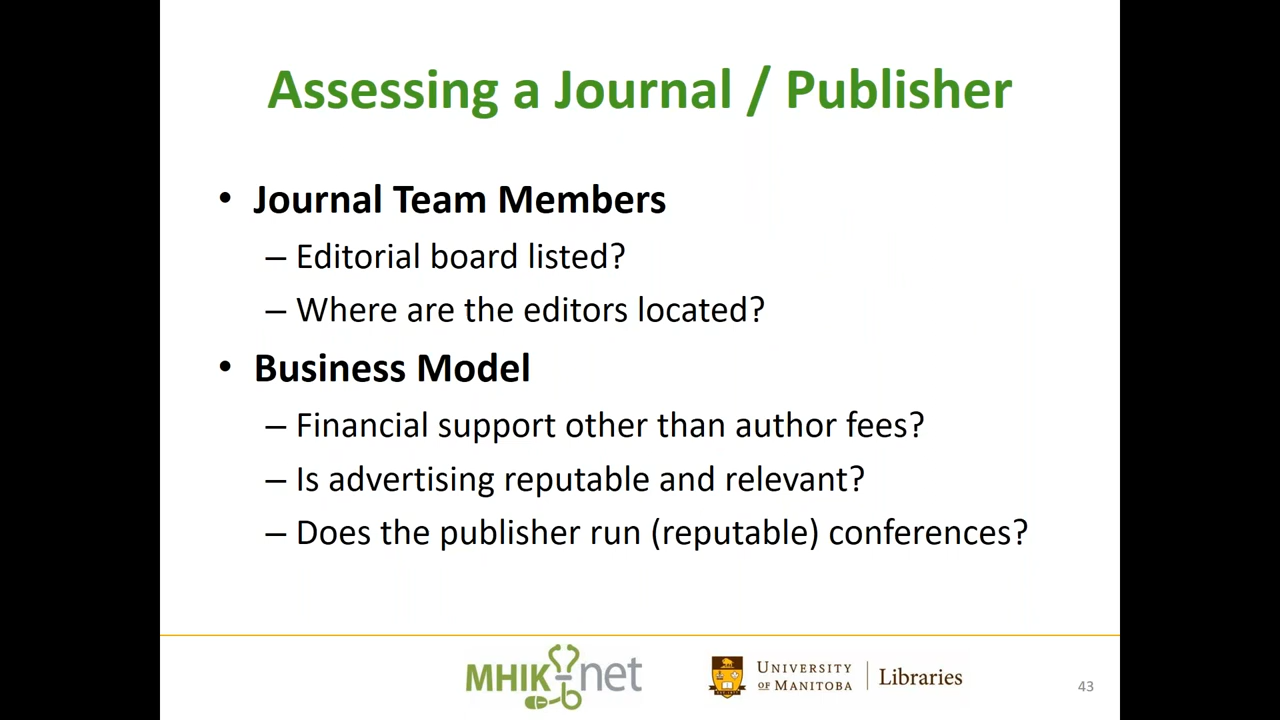 Assessing a Journal / Publisher
• Journal Team Members
– Editorial board listed?
– Where are the editors located?
• Business Model
– Financial support other than author fees?
– Is advertising reputable and relevant?
– Does the publisher run (reputable) conferences?
MHIKnet
UNIVERSITY
OF MANITOBA
Libraries
43